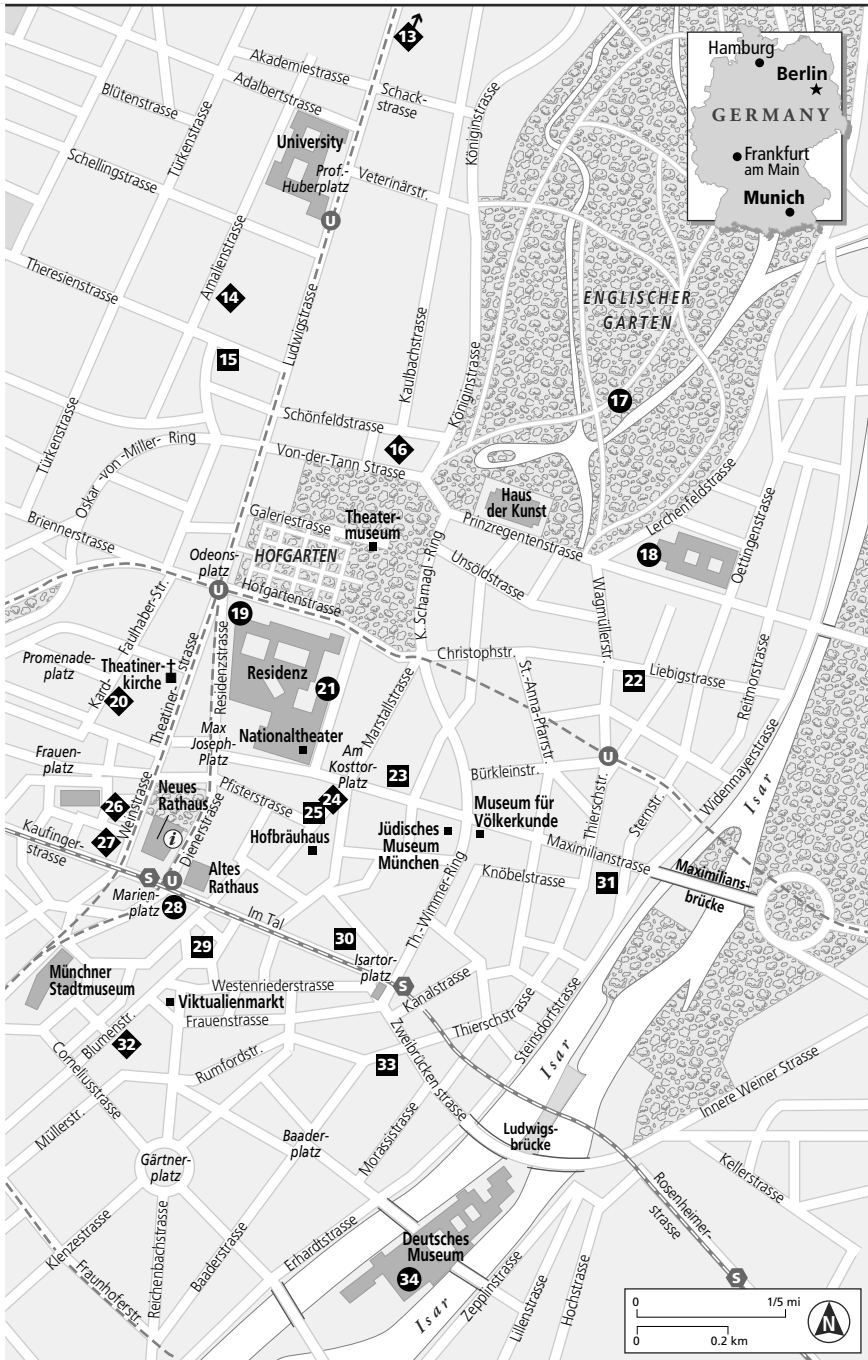 13
Akademiestrasse
Schack-
strasse
Adalbertstrasse
Blütenstrasse
Türkenstrasse
Schellingstrasse
University
Prof.-
Huberplatz
Veterinärstr.
Königinstrasse
Hamburg
Berlin
GERMANY
Frankfurt
am Main
Munich
U
Amalienstrasse
14
Theresienstrasse
Ludwigstrasse
Kaulbachstrasse
ENGLISCHER
GARTEN
15
Königinstrasse
17
Schönfeldstrasse
Türkenstrasse
16
Oskar -von -Miller- Ring
Von-der-Tann Strasse
Lerchenfeldstrasse
Haus
der Kunst
Galeriestrasse
Theater-
museum
Briennerstrasse
Prinzregentenstrasse
Oettingenstrasse
Odeons-
platz
HOFGARTEN
K. Scharnagl -Ring
Unsöldstrasse
18
U
Hofgartenstrasse
Wagmüllerstr.
19
Kard-
Faulhaber-Str.
Promenade-
platz
Theatiner-
kirche
Theatiner-
strasse
Residenzstrasse
Residenz
21
Christophstr.
Liebigstrasse
22
20
St.-Anna-Pfarrstr.
Reitmorstrasse
Marstallstrasse
Max
Joseph-
Platz
Nationaltheater
Am
Kosttor-
Platz
Frauen-
platz
23
Bürkleinstr.
U
Widenmayerstrasse
Isar
Neues
Rathaus
Pfisterstrasse
24
25
26
Weinstrasse
Hofbräuhaus
Museum für
Völkerkunde
Jüdisches
Museum
München
Thierschstr.
Sternstr.
Kaufinger-
strasse
27
i
Dienerstrasse
Maximilianstrasse
Altes
Rathaus
Knöbelstrasse
31
Maximilians-
brücke
S
U
Marien-
platz
28
Im Tal
Th.-Wimmer-Ring
29
30
Isartor-
platz
Münchner
Stadtmuseum
Westenriederstrasse
S
Kanalstrasse
Viktualienmarkt
Frauenstrasse
Thierschstrasse
Steinsdorfstrasse
Blumenstr.
32
Corneliusstrasse
Rumfordstr.
33
Zweibrücken strasse
Isar
Innere Weiner Strasse
Müllerstr.
Baader-
platz
Morassistrasse
Ludwigs-
brücke
Gärtner-
platz
Kellerstrasse
Rosenheimer-
strasse
Klenzestrasse
Fraunhoferstr.
Reichenbachstrasse
Baaderstrasse
Erhardtstrasse
Deutsches
Museum
34
Isar
Zepplinstrasse
Lilienstrasse
Hochstrasse
S
0
1/5 mi
0
0.2 km
N